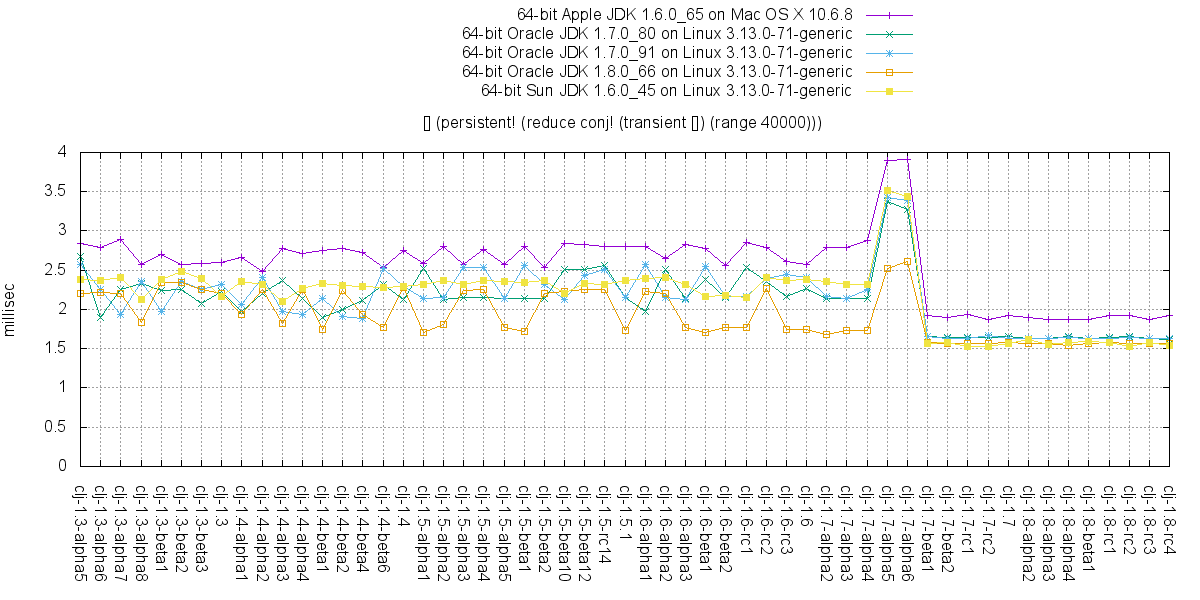 64-bit Apple JDK 1.6.0_65 on Mac OS X 10.6.8
64-bit Oracle JDK 1.7.0_80 on Linux 3.13.0-71-generic
64-bit Oracle JDK 1.7.0_91 on Linux 3.13.0-71-generic
64-bit Oracle JDK 1.8.0_66 on Linux 3.13.0-71-generic
64-bit Sun JDK 1.6.0_45 on Linux 3.13.0-71-generic
[] (persistent! (reduce conj! (transient []) (range 40000)))
4
3.5
3
2.5
2
1.5
1
0.5
0
millisec
clj-1.3-alpha5
clj-1.3-alpha6
clj-1.3-alpha7
clj-1.3-alpha8
clj-1.3-beta1
clj-1.3-beta2
clj-1.3-beta3
clj-1.3
clj-1.4-alpha1
clj-1.4-alpha2
clj-1.4-alpha3
clj-1.4-alpha4
clj-1.4-beta1
clj-1.4-beta2
clj-1.4-beta4
clj-1.4-beta6
clj-1.4
clj-1.5-alpha1
clj-1.5-alpha2
clj-1.5-alpha3
clj-1.5-alpha4
clj-1.5-alpha5
clj-1.5-beta1
clj-1.5-beta2
clj-1.5-beta10
clj-1.5-beta12
clj-1.5-rc14
clj-1.5.1
clj-1.6-alpha1
clj-1.6-alpha2
clj-1.6-alpha3
clj-1.6-beta1
clj-1.6-beta2
clj-1.6-rc1
clj-1.6-rc2
clj-1.6-rc3
clj-1.6
clj-1.7-alpha2
clj-1.7-alpha3
clj-1.7-alpha4
clj-1.7-alpha5
clj-1.7-alpha6
clj-1.7-beta1
clj-1.7-beta2
clj-1.7-rc1
clj-1.7-rc2
clj-1.7
clj-1.8-alpha2
clj-1.8-alpha3
clj-1.8-alpha4
clj-1.8-beta1
clj-1.8-rc1
clj-1.8-rc2
clj-1.8-rc3
clj-1.8-rc4